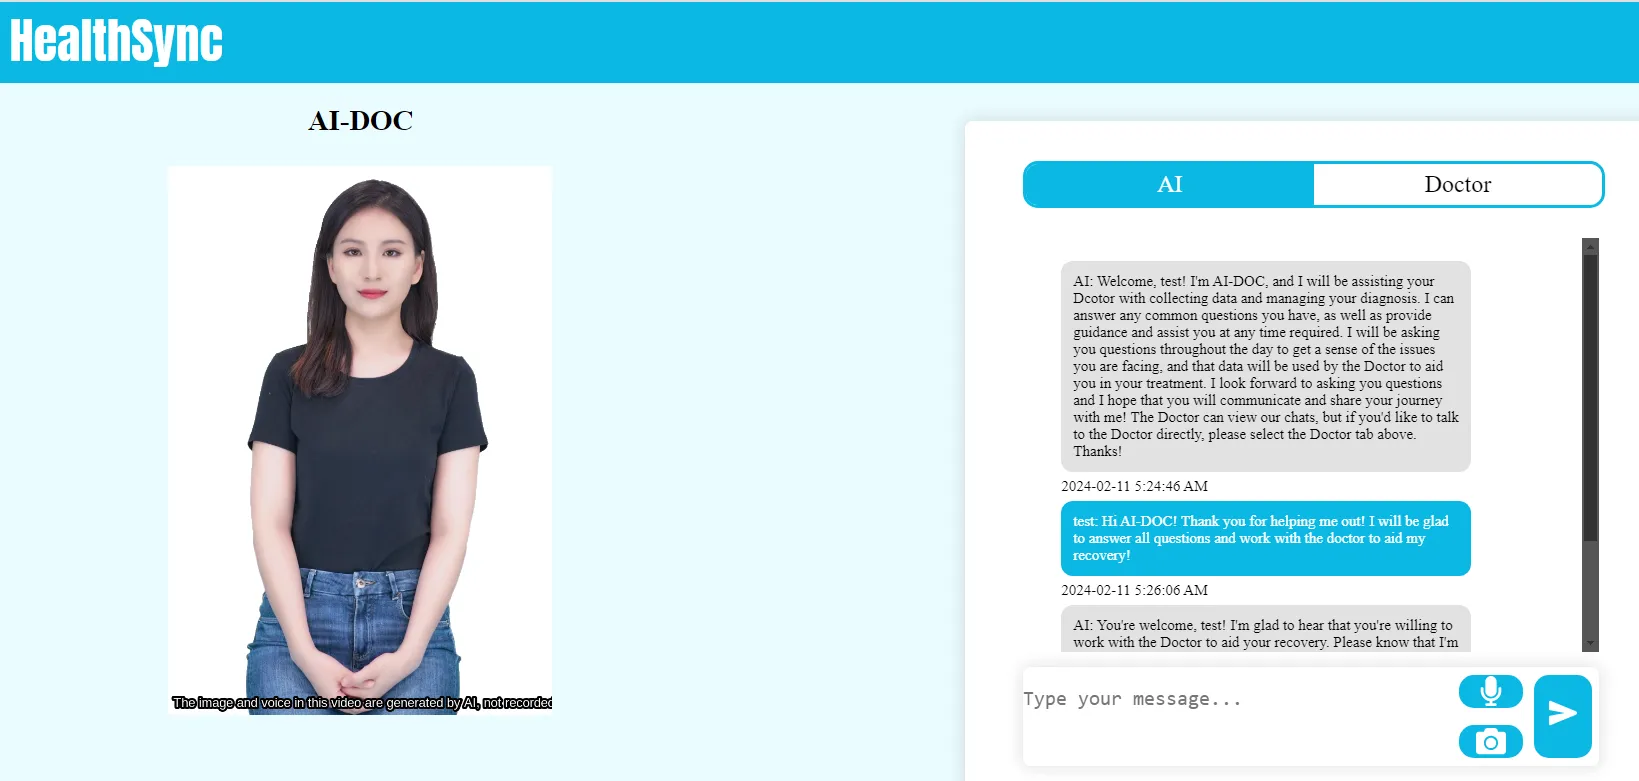 HealthSync
AI-DOC
The image and voice in this video are generated by AI, not recorded
AI
Doctor
AI: Welcome, test! I'm AI-DOC, and I will be assisting your
Dcotor with collecting data and managing your diagnosis. I can
answer any common questions you have, as well as provide
guidance and assist you at any time required. I will be asking
you questions throughout the day to get a sense of the issues
you are facing, and that data will be used by the Doctor to aid
you in your treatment. I look forward to asking you questions
and I hope that you will communicate and share your journey
with me! The Doctor can view our chats, but if you'd like to talk
to the Doctor directly, please select the Doctor tab above.
Thanks!
2024-02-11 5:24:46 AM
test: Hi AI-DOC! Thank you for helping me out! I will be glad
to answer all questions and work with the doctor to aid my
recovery!
2024-02-11 5:26:06 AM
AI: You're welcome, test! I'm glad to hear that you're willing to
work with the Doctor to aid your recovery. Please know that I'm
Type your message...